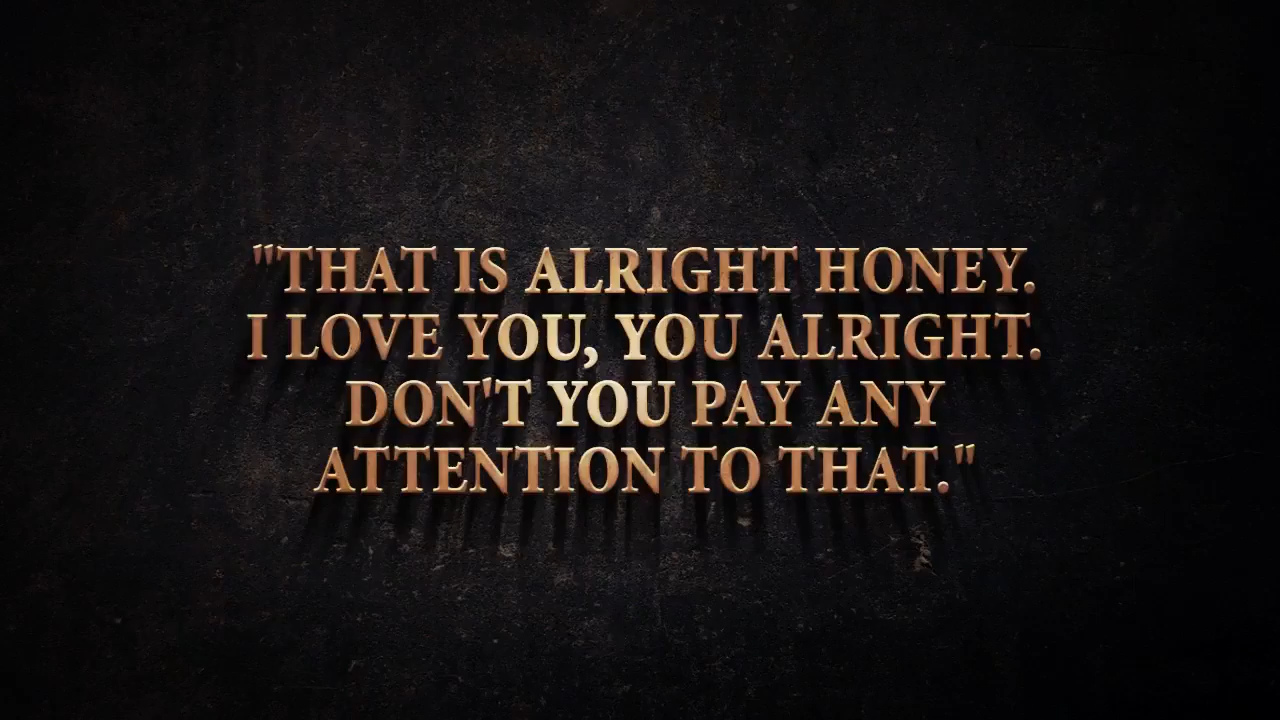 "THAT IS ALRIGHT HONEY.
I LOVE YOU, YOU ALRIGHT.
DON'T YOU PAY ANY
ATTENTION TO THAT."